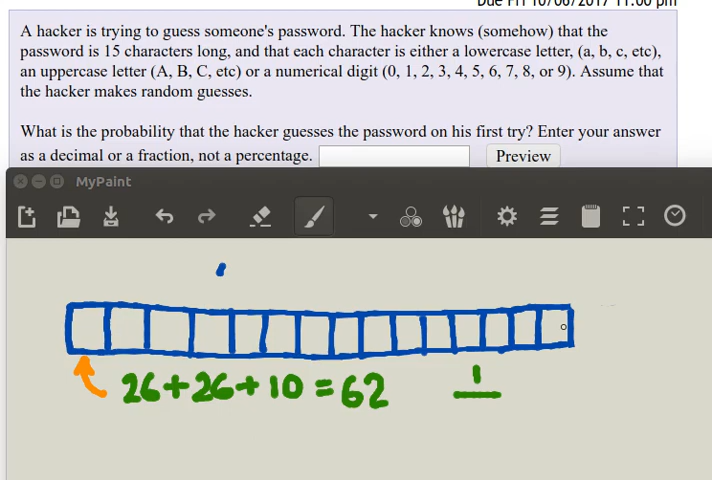 Due Fri 10/06/2017 11:00 pm
A hacker is trying to guess someone's password. The hacker knows (somehow) that the
password is 15 characters long, and that each character is either a lowercase letter, (a, b, c, etc),
an uppercase letter (A, B, C, etc) or a numerical digit (0, 1, 2, 3, 4, 5, 6, 7, 8, or 9). Assume that
the hacker makes random guesses.
What is the probability that the hacker guesses the password on his first try? Enter your answer
as a decimal or a fraction, not a percentage.
Preview
MyPaint
26+26+10=62
1